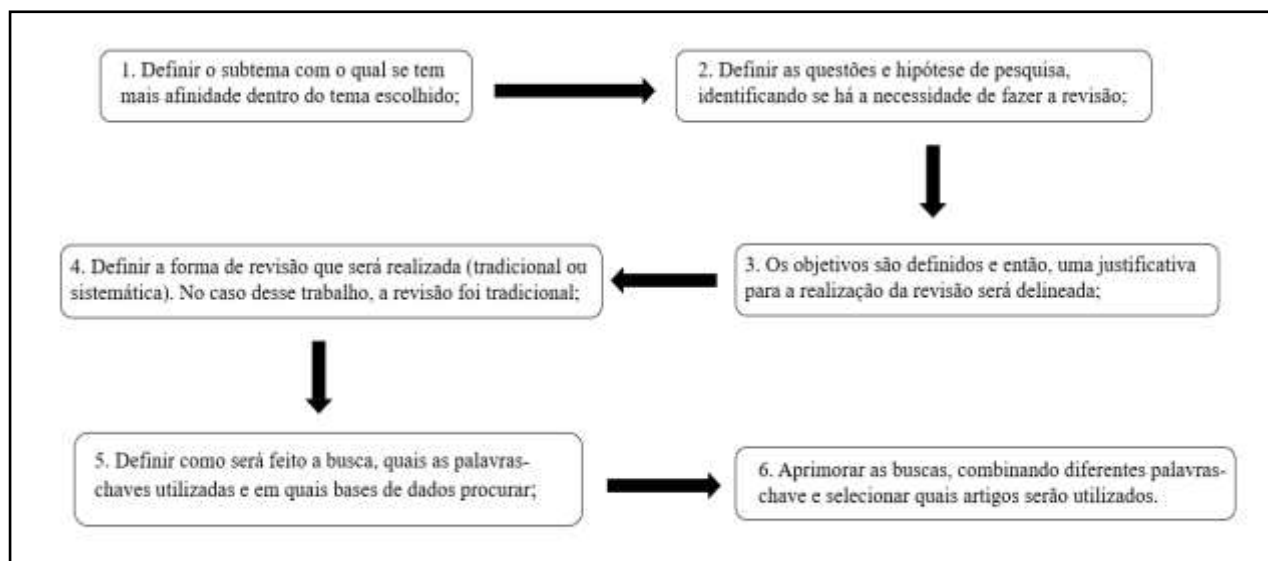 1. Definir o subtema com o qual se tem
mais afinidade dentro do tema escolhido;
2. Definir as questões e hipótese de pesquisa,
identificando se há a necessidade de fazer a revisão;
3. Os objetivos são definidos e então, uma justificativa
para a realização da revisão será delineada;
4. Definir a forma de revisão que será realizada (tradicional ou
sistemática). No caso desse trabalho, a revisão foi tradicional;
5. Definir como será feito a busca, quais as palavras-
chaves utilizadas e em quais bases de dados procurar;
6. Aprimorar as buscas, combinando diferentes palavras-
chave e selecionar quais artigos serão utilizados.